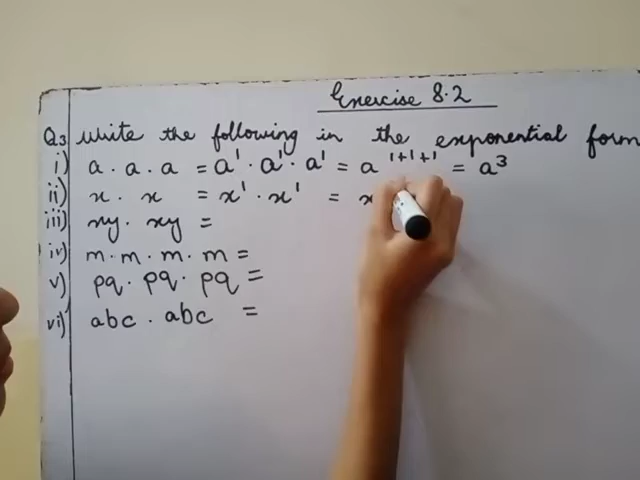 Exercise 8.2
Q3 Write the following in the exponential form
i) a . a . a = a¹ . a¹ . a¹ = a¹⁺¹⁺¹ = a³
ii) x . x = x¹ . x¹ = x
iii) xy . xy =
iv) m . m . m . m =
v) pq . pq . pq =
vi) abc . abc =